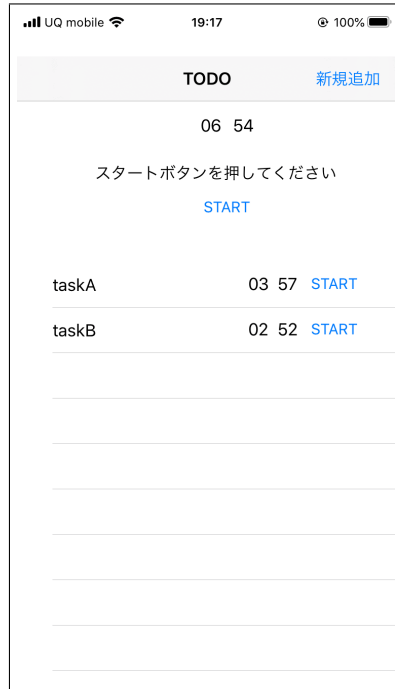 UQ mobile 19:17 100%
TODO 新規追加
06 54
スタートボタンを押してください
START
taskA 03 57 START
taskB 02 52 START